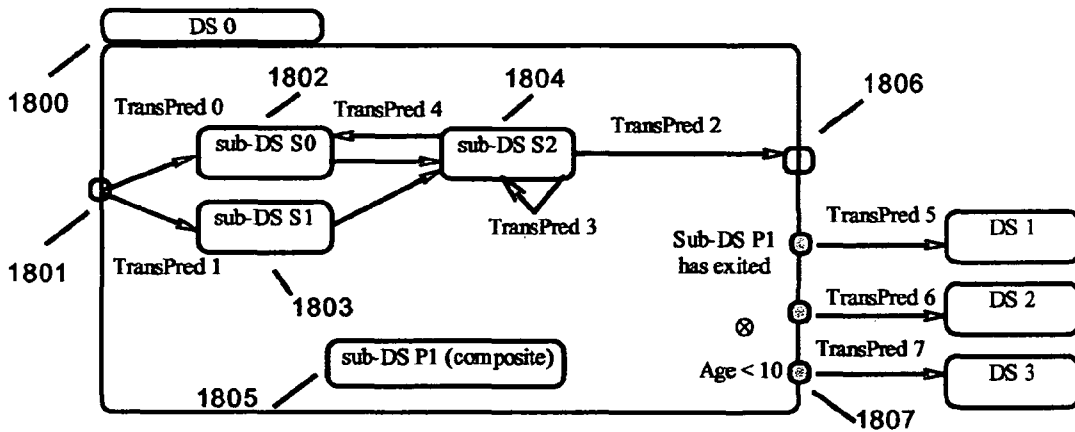 DS 0
1800
1802
1804
1806
TransPred 0
TransPred 4
TransPred 2
sub-DS S0
sub-DS S2
sub-DS S1
TransPred 3
TransPred 5
1801
TransPred 1
Sub-DS P1
has exited
DS 1
1803
TransPred 6
DS 2
sub-DS P1 (composite)
TransPred 7
Age < 10
DS 3
1805
1807